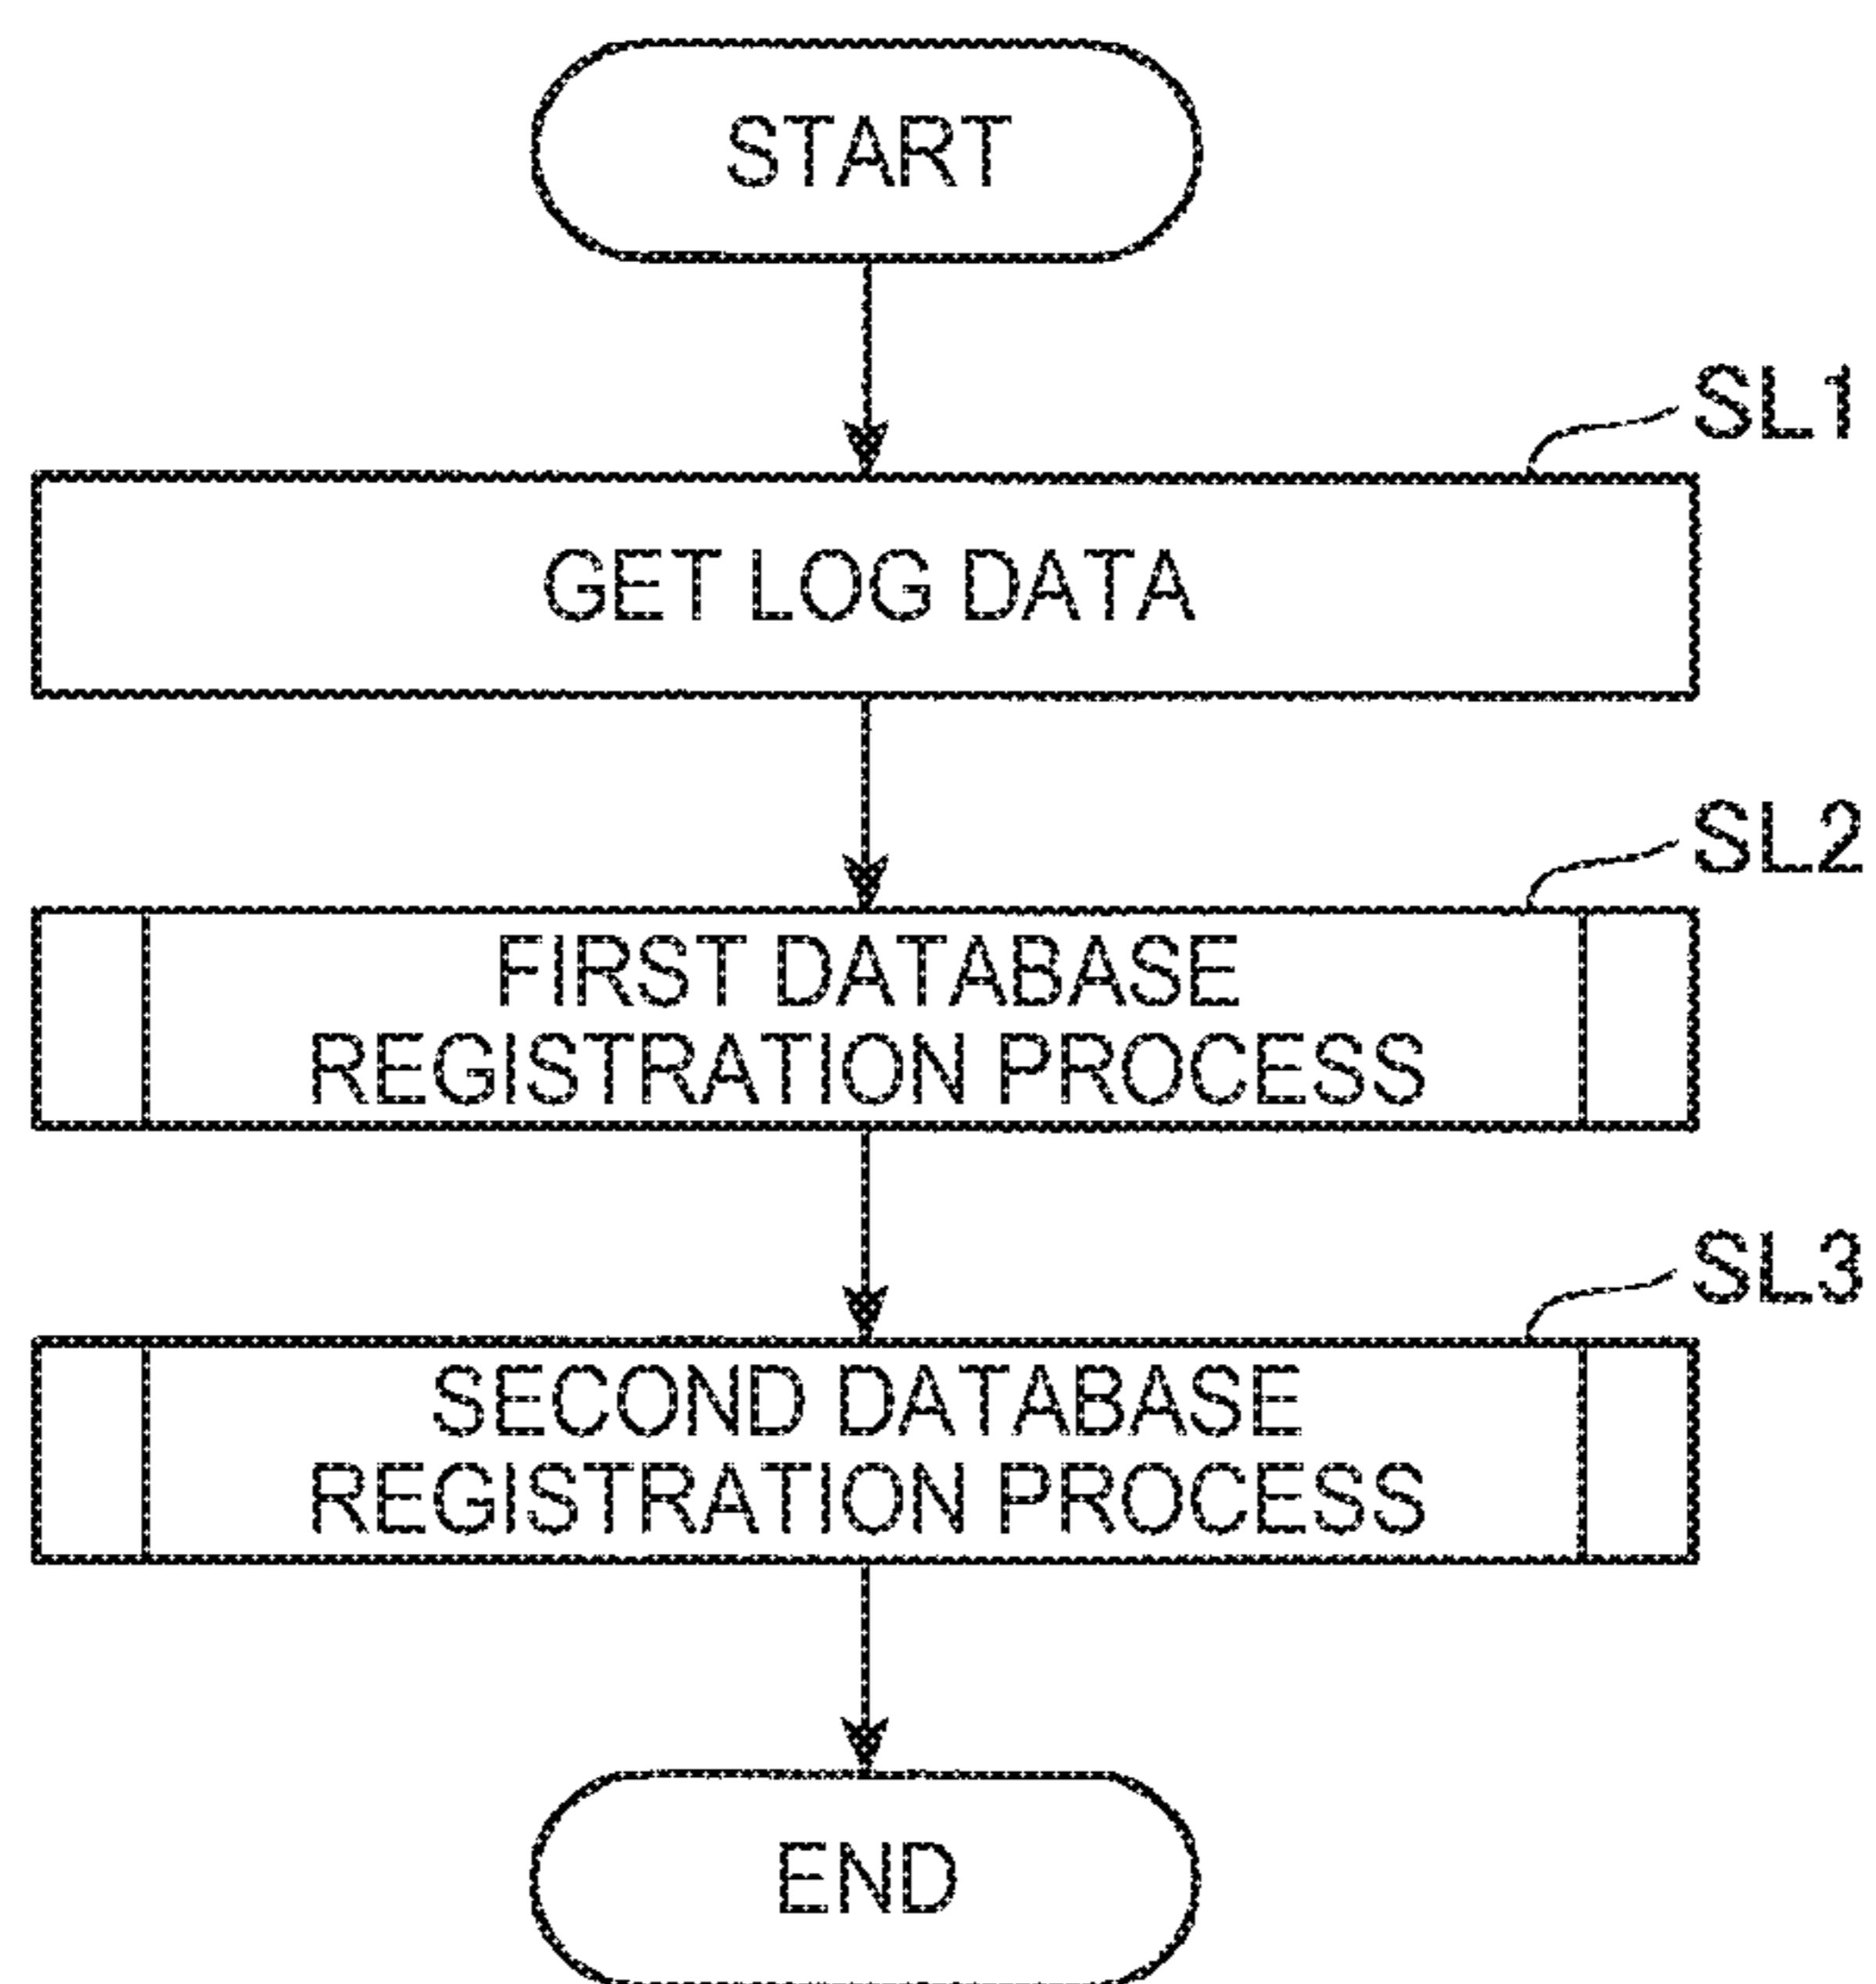 START
SL1
GET LOG DATA
SL2
FIRST DATABASE
REGISTRATION PROCESS
SL3
SECOND DATABASE
REGISTRATION PROCESS
END